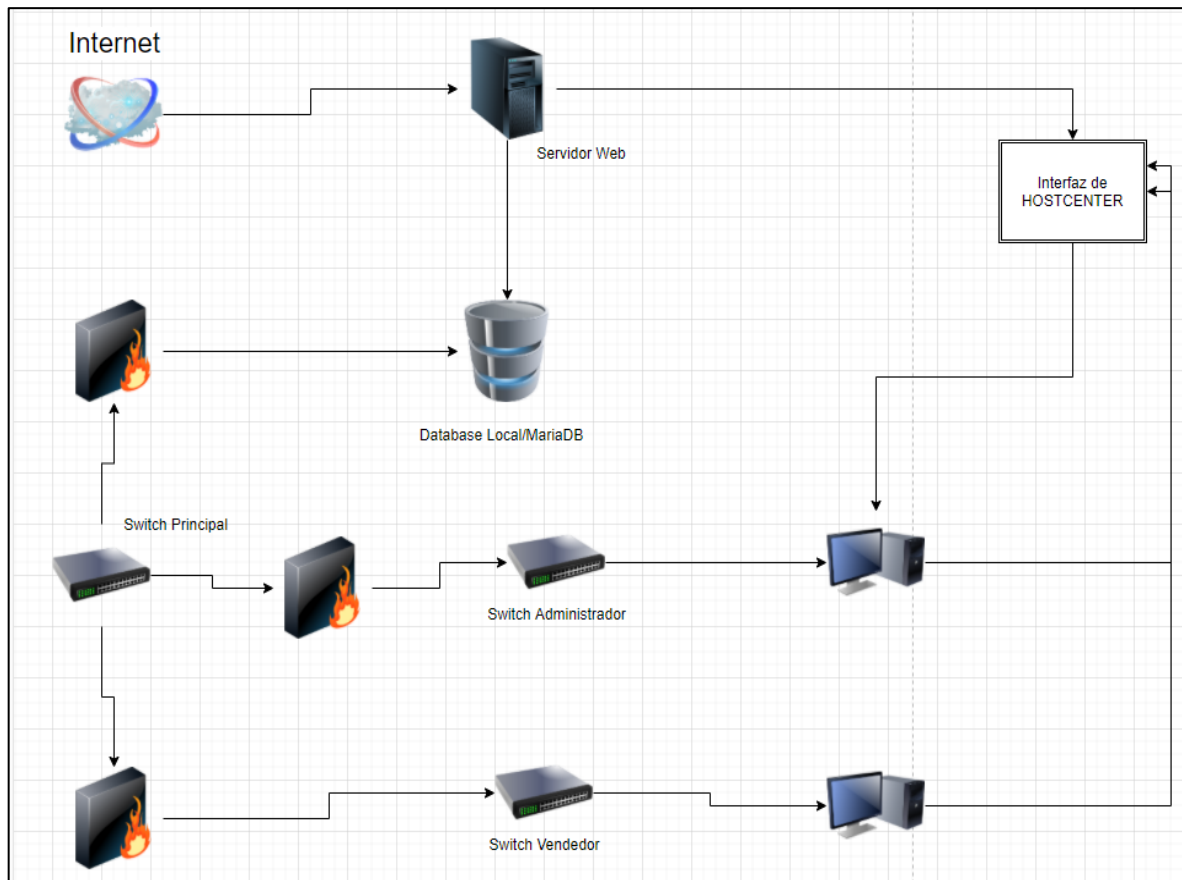 Internet
Servidor Web
Interfaz de
HOSTCENTER
Database Local/MariaDB
Switch Principal
Switch Administrador
Switch Vendedor